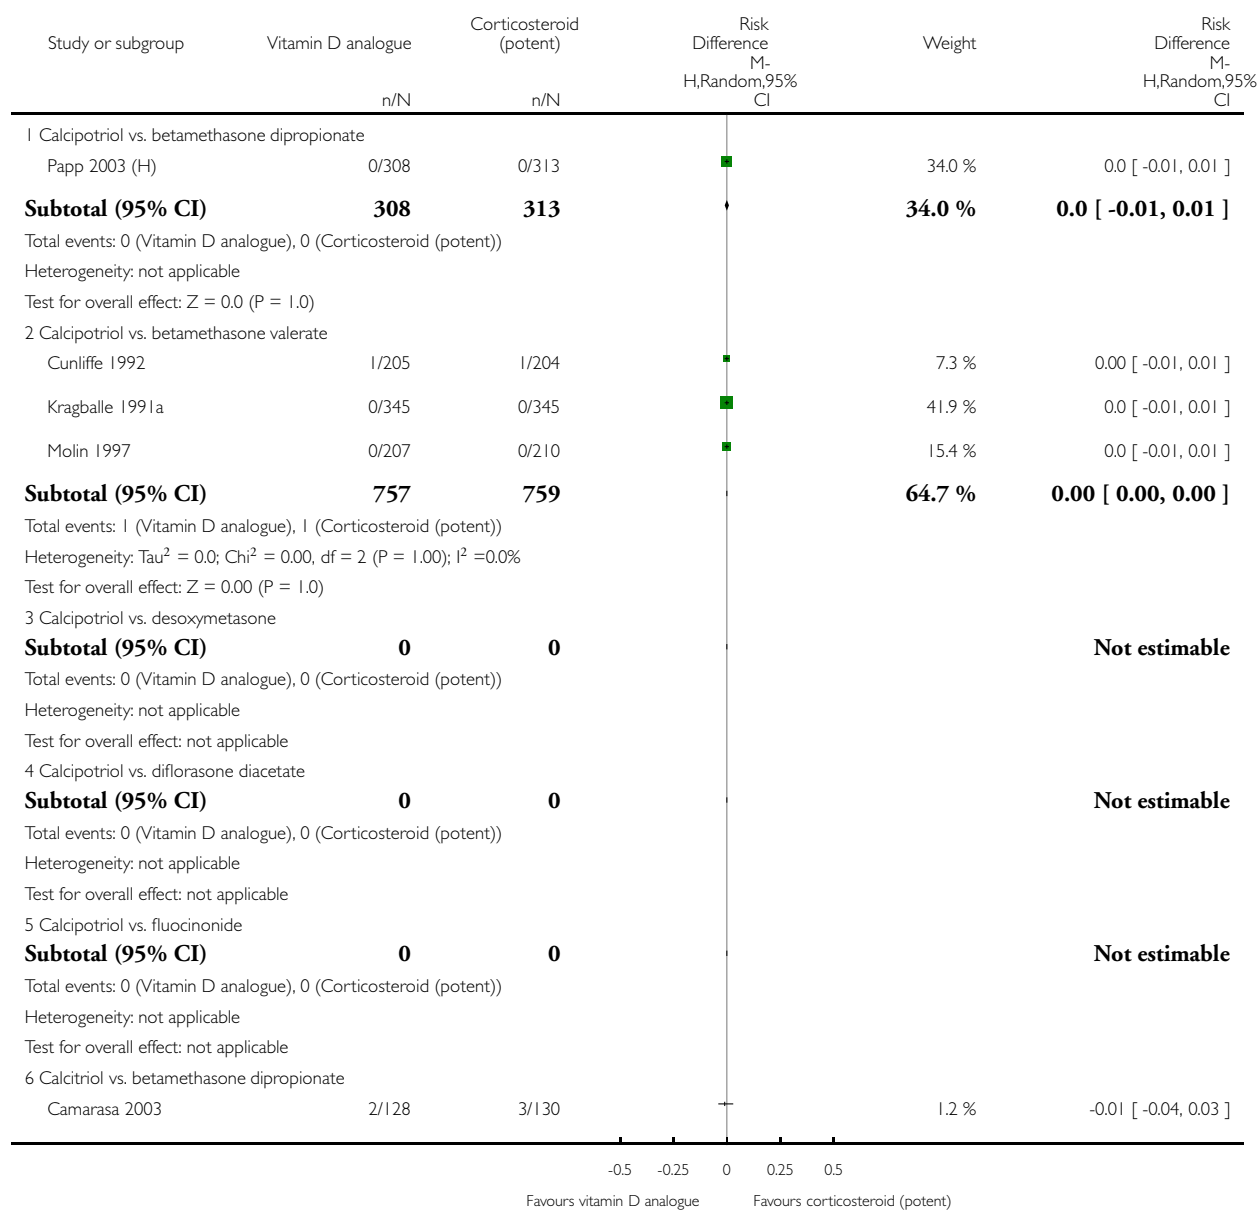 Study or subgroup Vitamin D analogue Corticosteroid (potent) Risk Difference Weight Risk Difference
M-H,Random,95% CI M-H,Random,95% CI
n/N n/N
1 Calcipotriol vs. betamethasone dipropionate
Papp 2003 (H) 0/308 0/313 34.0 % 0.0 [ -0.01, 0.01 ]
Subtotal (95% CI) 308 313 34.0 % 0.0 [ -0.01, 0.01 ]
Total events: 0 (Vitamin D analogue), 0 (Corticosteroid (potent))
Heterogeneity: not applicable
Test for overall effect: Z = 0.0 (P = 1.0)
2 Calcipotriol vs. betamethasone valerate
Cunliffe 1992 1/205 1/204 7.3 % 0.00 [ -0.01, 0.01 ]
Kragballe 1991a 0/345 0/345 41.9 % 0.0 [ -0.01, 0.01 ]
Molin 1997 0/207 0/210 15.4 % 0.0 [ -0.01, 0.01 ]
Subtotal (95% CI) 757 759 64.7 % 0.00 [ 0.00, 0.00 ]
Total events: 1 (Vitamin D analogue), 1 (Corticosteroid (potent))
Heterogeneity: Tau² = 0.0; Chi² = 0.00, df = 2 (P = 1.00); I² =0.0%
Test for overall effect: Z = 0.00 (P = 1.0)
3 Calcipotriol vs. desoxymetasone
Subtotal (95% CI) 0 0 Not estimable
Total events: 0 (Vitamin D analogue), 0 (Corticosteroid (potent))
Heterogeneity: not applicable
Test for overall effect: not applicable
4 Calcipotriol vs. diflorasone diacetate
Subtotal (95% CI) 0 0 Not estimable
Total events: 0 (Vitamin D analogue), 0 (Corticosteroid (potent))
Heterogeneity: not applicable
Test for overall effect: not applicable
5 Calcipotriol vs. fluocinonide
Subtotal (95% CI) 0 0 Not estimable
Total events: 0 (Vitamin D analogue), 0 (Corticosteroid (potent))
Heterogeneity: not applicable
Test for overall effect: not applicable
6 Calcitriol vs. betamethasone dipropionate
Camarasa 2003 2/128 3/130 1.2 % -0.01 [ -0.04, 0.03 ]
-0.5 -0.25 0 0.25 0.5
Favours vitamin D analogue Favours corticosteroid (potent)